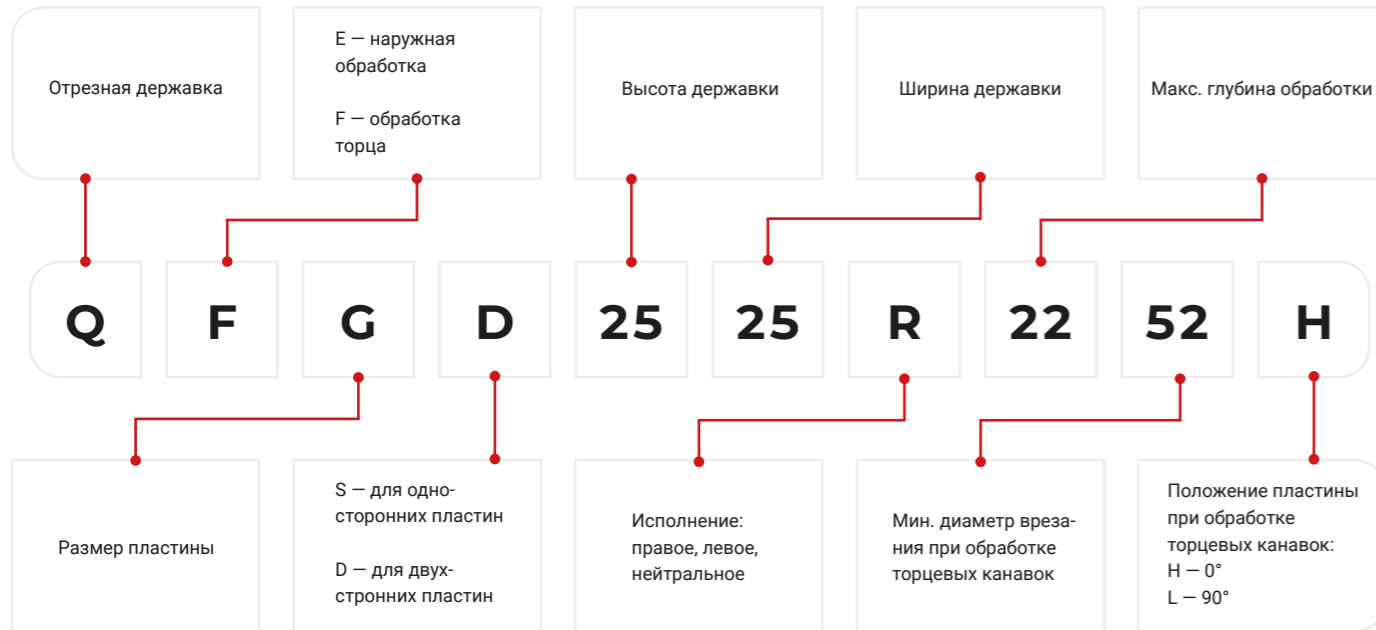 Отрезная державка
E — наружная
обработка
F — обработка
торца
Высота державки
Ширина державки
Макс. глубина обработки
Q F G D 25 25 R 22 52 H
Размер пластины
S — для одно-
сторонних пластин
D — для двух-
стронних пластин
Исполнение:
правое, левое,
нейтральное
Мин. диаметр вреза-
ния при обработке
торцевых канавок
Положение пластины
при обработке
торцевых канавок:
H — 0°
L — 90°